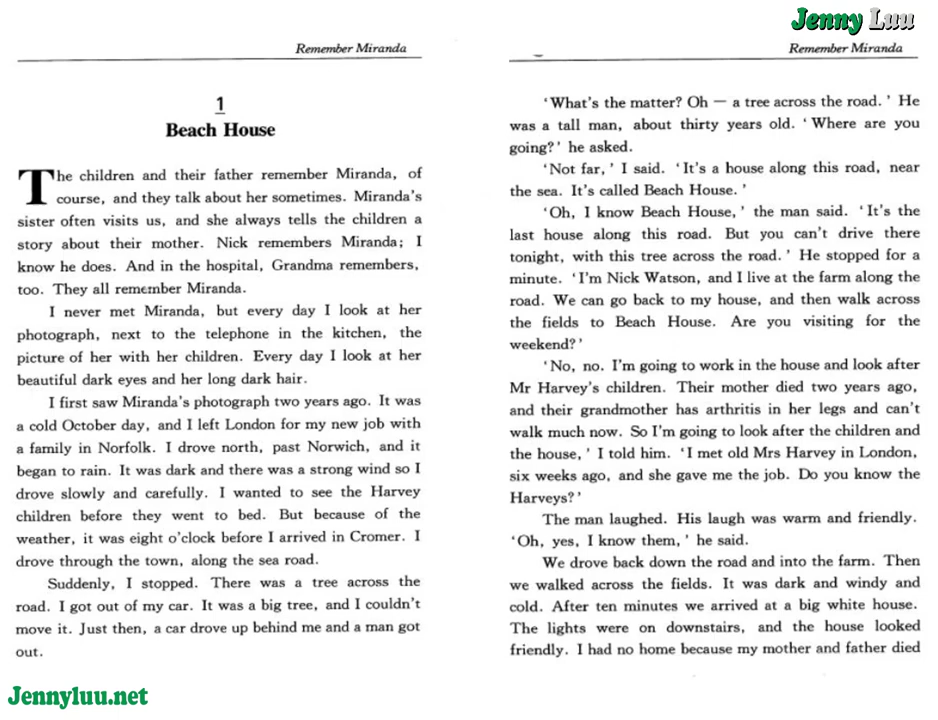 Jenny Luu
Remember Miranda
1
Beach House
The children and their father remember Miranda, of
course, and they talk about her sometimes. Miranda's
sister often visits us, and she always tells the children a
story about their mother. Nick remembers Miranda; I
know he does. And in the hospital, Grandma remembers,
too. They all remember Miranda.
I never met Miranda, but every day I look at her
photograph, next to the telephone in the kitchen, the
picture of her with her children. Every day I look at her
beautiful dark eyes and her long dark hair.
I first saw Miranda's photograph two years ago. It was
a cold October day, and I left London for my new job with
a family in Norfolk. I drove north, past Norwich, and it
began to rain. It was dark and there was a strong wind so I
drove slowly and carefully. I wanted to see the Harvey
children before they went to bed. But because of the
weather, it was eight o'clock before I arrived in Cromer. I
drove through the town, along the sea road.
Suddenly, I stopped. There was a tree across the
road. I got out of my car. It was a big tree, and I couldn't
move it. Just then, a car drove up behind me and a man got
out.
Jennyluu.net
Remember Miranda
'What's the matter? Oh — a tree across the road.' He
was a tall man, about thirty years old. 'Where are you
going?' he asked.
'Not far,' I said. 'It's a house along this road, near
the sea. It's called Beach House.'
'Oh, I know Beach House,' the man said. 'It's the
last house along this road. But you can't drive there
tonight, with this tree across the road.' He stopped for a
minute. 'I'm Nick Watson, and I live at the farm along the
road. We can go back to my house, and then walk across
the fields to Beach House. Are you visiting for the
weekend?'
'No, no. I'm going to work in the house and look after
Mr Harvey's children. Their mother died two years ago,
and their grandmother has arthritis in her legs and can't
walk much now. So I'm going to look after the children and
the house,' I told him. 'I met old Mrs Harvey in London,
six weeks ago, and she gave me the job. Do you know the
Harveys?'
The man laughed. His laugh was warm and friendly.
'Oh, yes, I know them,' he said.
We drove back down the road and into the farm. Then
we walked across the fields. It was dark and windy and
cold. After ten minutes we arrived at a big white house.
The lights were on downstairs, and the house looked
friendly. I had no home because my mother and father died